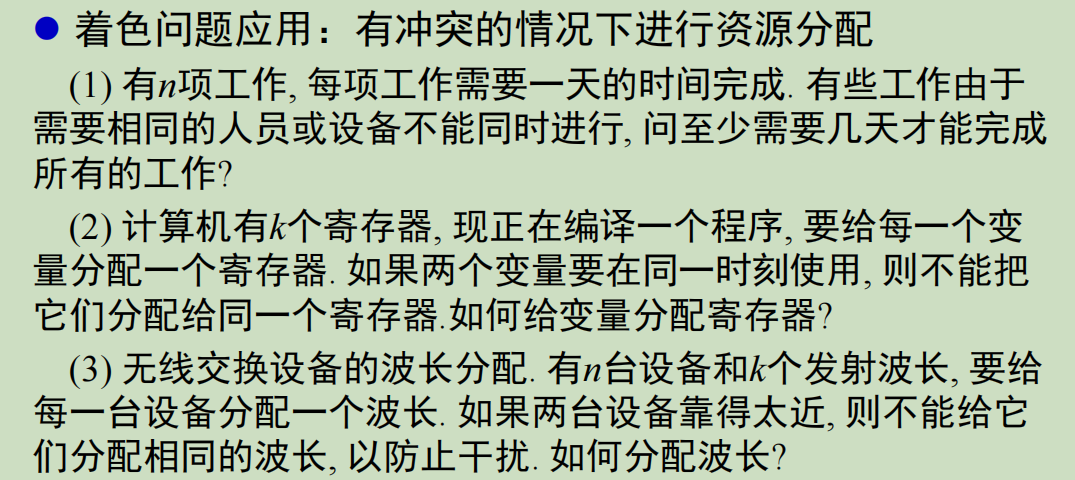 ● 着色问题应用：有冲突的情况下进行资源分配
(1) 有n项工作, 每项工作需要一天的时间完成. 有些工作由于
需要相同的人员或设备不能同时进行, 问至少需要几天才能完成
所有的工作?
(2) 计算机有k个寄存器, 现正在编译一个程序, 要给每一个变
量分配一个寄存器. 如果两个变量要在同一时刻使用, 则不能把
它们分配给同一个寄存器.如何给变量分配寄存器?
(3) 无线交换设备的波长分配. 有n台设备和k个发射波长, 要给
每一台设备分配一个波长. 如果两台设备靠得太近, 则不能给它
们分配相同的波长, 以防止干扰. 如何分配波长?